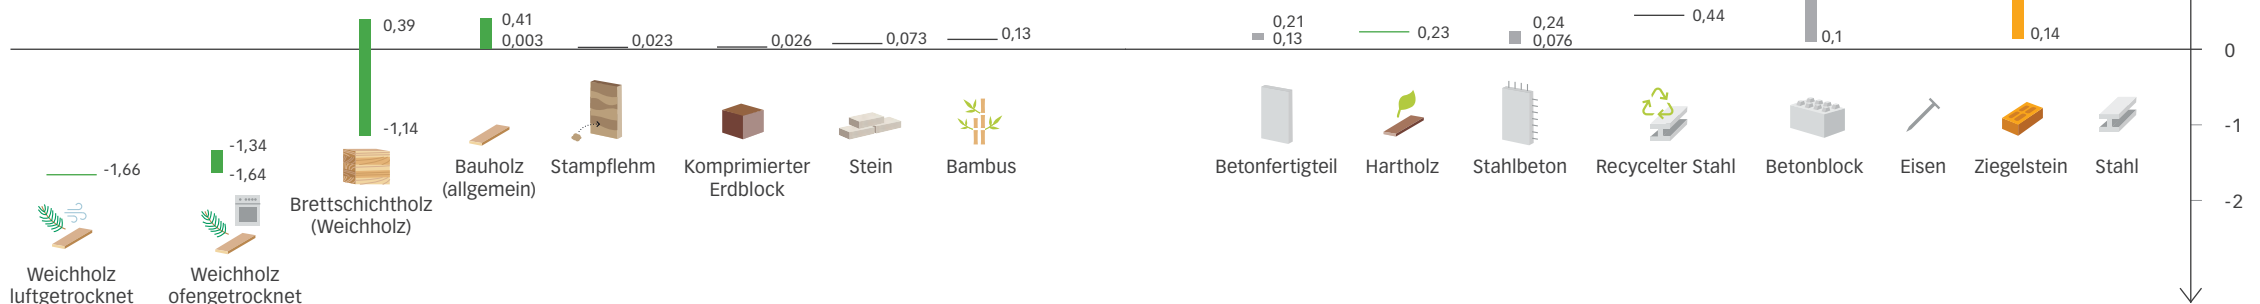 -1,66
Weichholz
luftgetrocknet
-1,34
-1,64
Weichholz
ofengetrocknet
0,39
-1,14
Brettschichtholz
(Weichholz)
0,41
0,003
Bauholz
(allgemein)
0,023
Stampflehm
0,026
Komprimierter
Erdblock
0,073
Stein
0,13
Bambus
0,21
0,13
Betonfertigteil
0,23
Hartholz
0,24
0,076
Stahlbeton
0,44
Recycelter Stahl
0,1
Betonblock
Eisen
0,14
Ziegelstein
Stahl
0
-1
-2